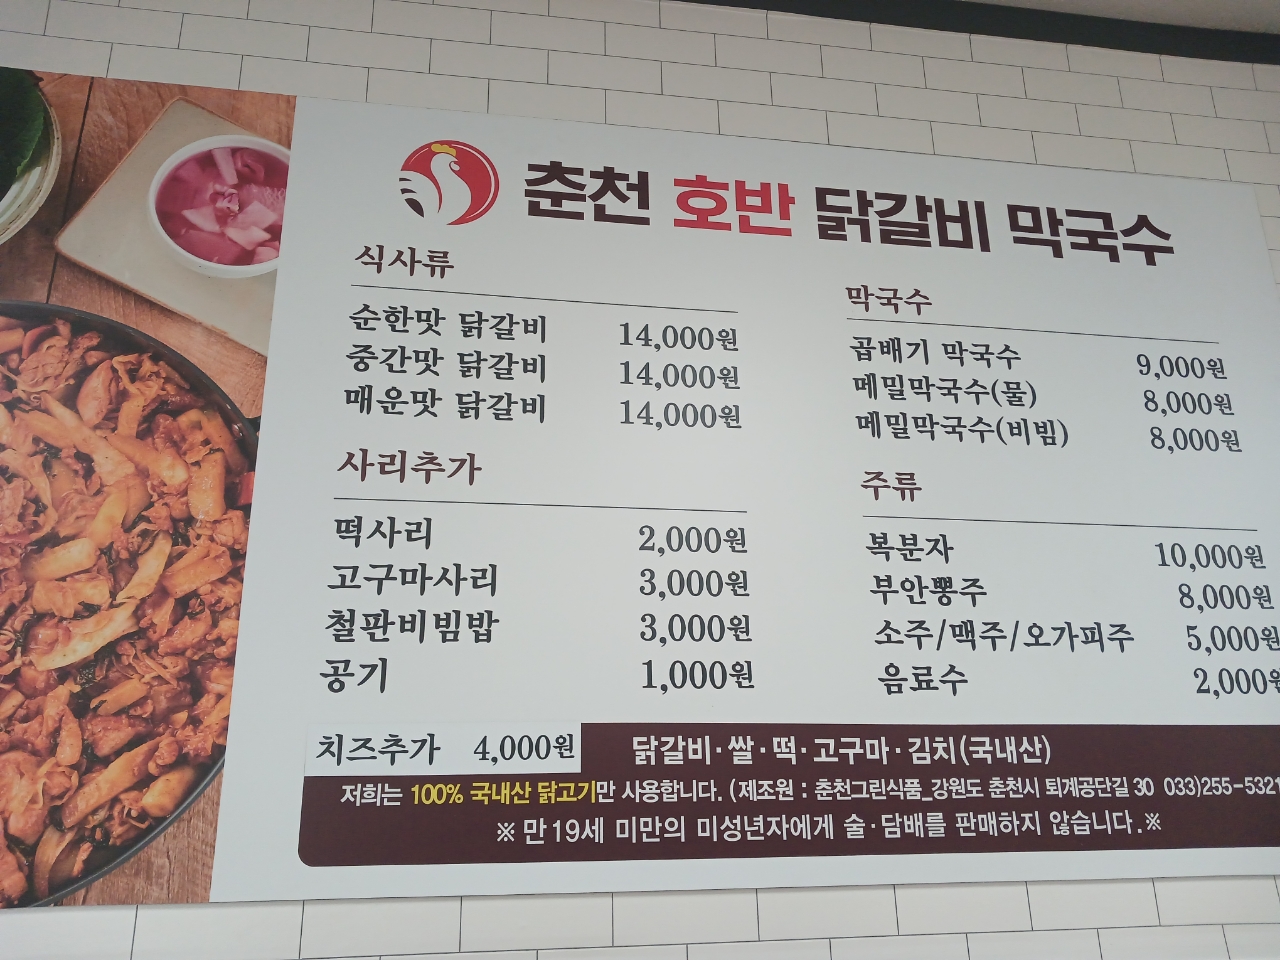 춘천 호반 닭갈비 막국수
식사류
순한맛 닭갈비 14,000원
중간맛 닭갈비 14,000원
매운맛 닭갈비 14,000원
사리추가
떡사리 2,000원
고구마사리 3,000원
철판비빔밥 3,000원
공기 1,000원
치즈추가 4,000원
막국수
곱배기 막국수 9,000원
메밀막국수(물) 8,000원
메밀막국수(비빔) 8,000원
주류
복분자 10,000원
부안뽕주 8,000원
소주/맥주/오가피주 5,000원
음료수 2,000원
닭갈비·쌀·떡·고구마·김치(국내산)
저희는 100% 국내산 닭고기만 사용합니다. (제조원 : 춘천그린식품_강원도 춘천시 퇴계공단길 30 033)255-5321
※ 만19세 미만의 미성년자에게 술·담배를 판매하지 않습니다.※